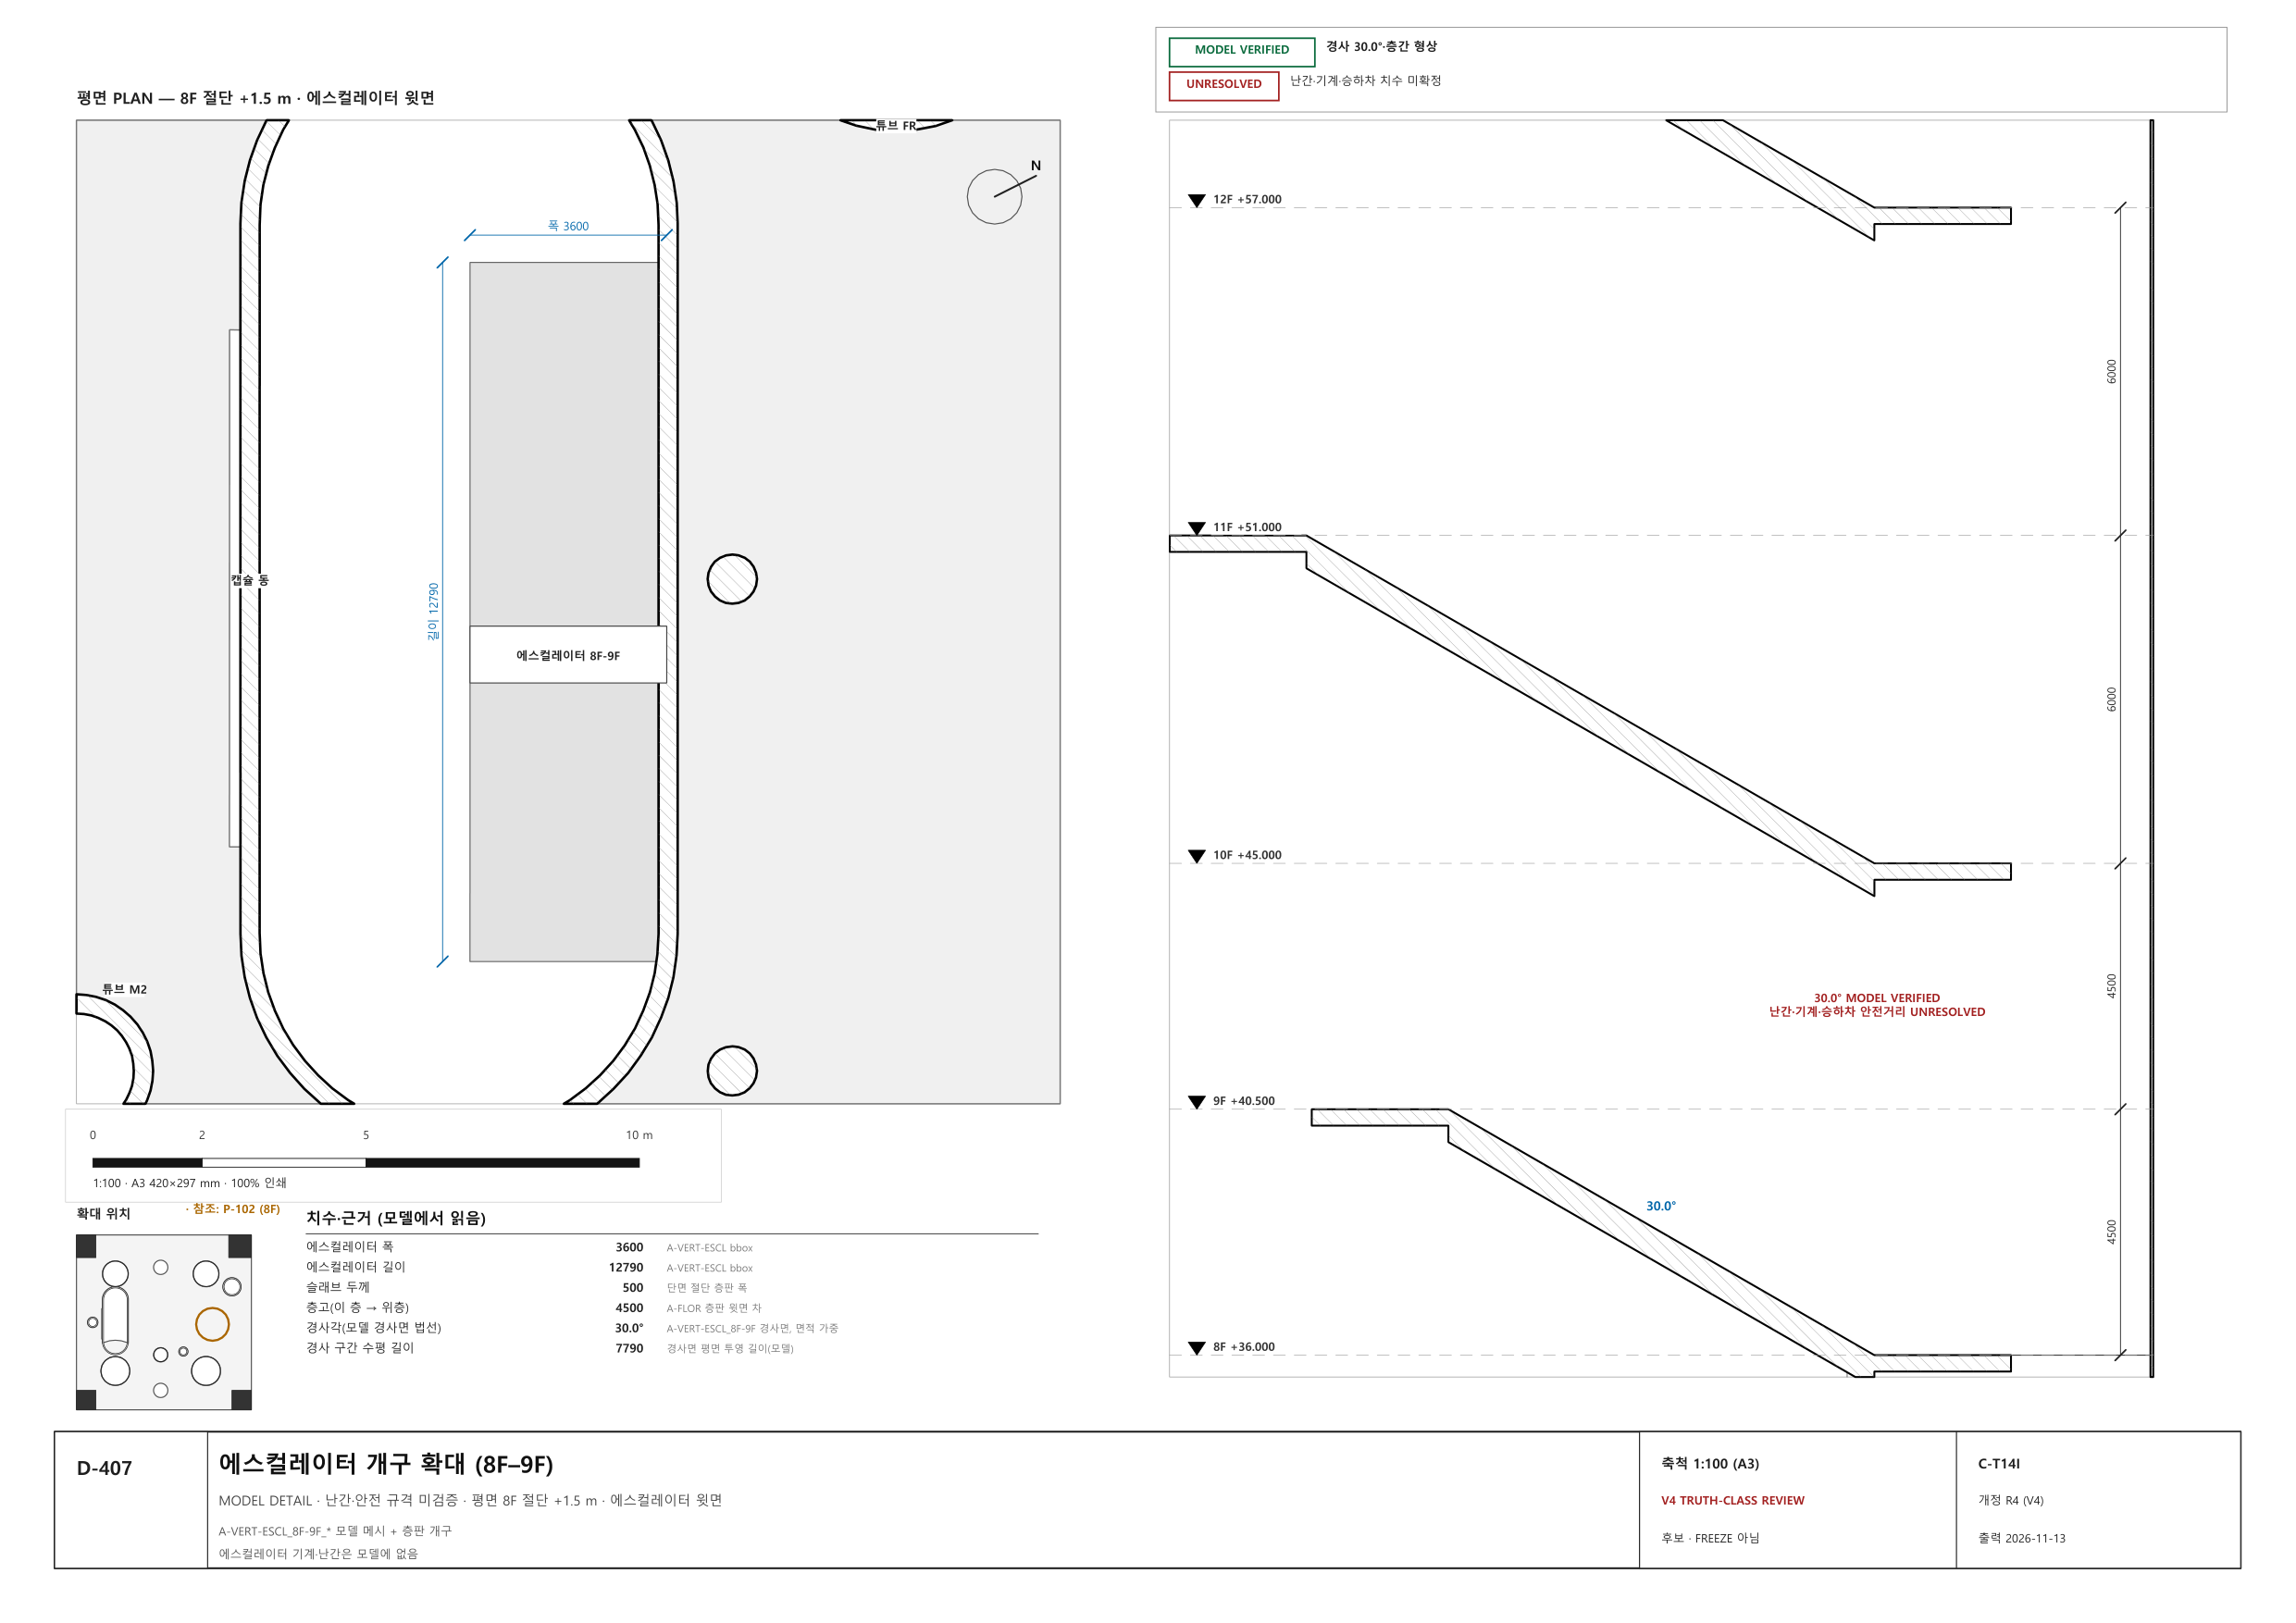 MODEL VERIFIED 경사 30.0°·층간 형상
UNRESOLVED 난간·기계·승하차 치수 미확정
평면 PLAN — 8F 절단 +1.5 m · 에스컬레이터 윗면
튜브 FR
N
폭 3600
길이 12790
에스컬레이터 8F-9F
캡슐 동
튜브 M2
12F +57.000
6000
11F +51.000
6000
10F +45.000
4500
30.0° MODEL VERIFIED
난간·기계·승하차 안전거리 UNRESOLVED
9F +40.500
30.0°
4500
8F +36.000
0 2 5 10 m
1:100 · A3 420×297 mm · 100% 인쇄
확대 위치 · 참조: P-102 (8F)
치수·근거 (모델에서 읽음)
에스컬레이터 폭 3600 A-VERT-ESCL bbox
에스컬레이터 길이 12790 A-VERT-ESCL bbox
슬래브 두께 500 단면 절단 층판 폭
층고(이 층 → 위층) 4500 A-FLOR 층판 윗면 차
경사각(모델 경사면 법선) 30.0° A-VERT-ESCL_8F-9F 경사면, 면적 가중
경사 구간 수평 길이 7790 경사면 평면 투영 길이(모델)
D-407
에스컬레이터 개구 확대 (8F–9F)
MODEL DETAIL · 난간·안전 규격 미검증 · 평면 8F 절단 +1.5 m · 에스컬레이터 윗면
A-VERT-ESCL_8F-9F_* 모델 메시 + 층판 개구
에스컬레이터 기계·난간은 모델에 없음
축척 1:100 (A3)
V4 TRUTH-CLASS REVIEW
후보 · FREEZE 아님
C-T14I
개정 R4 (V4)
출력 2026-11-13